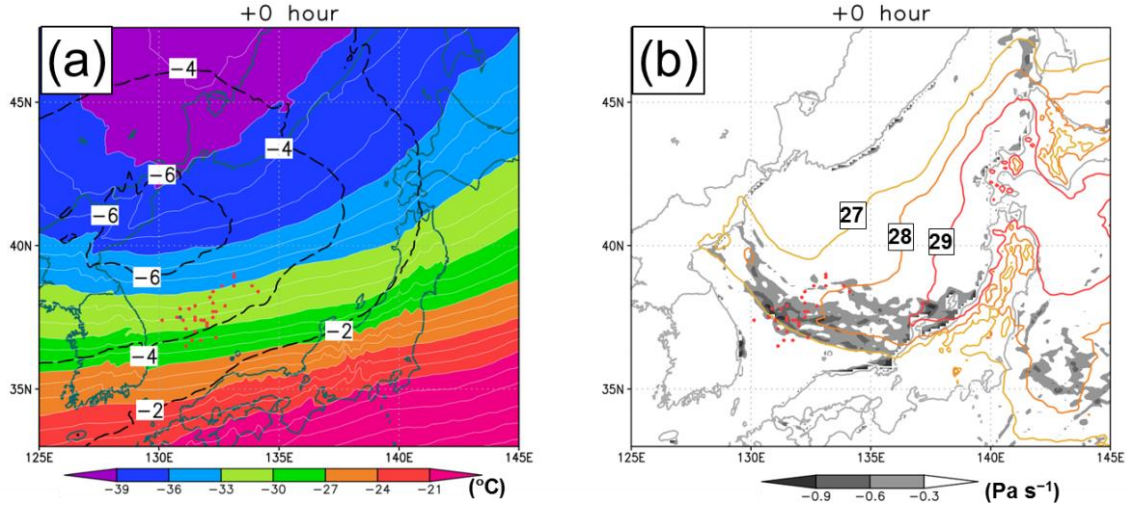 +0 hour
(a)
-4
-4
-6
-6
-6
-2
-4
-2
45N
40N
35N
125E
130E
135E
140E
145E
-39
-36
-33
-30
-27
-24
-21
(°C)
+0 hour
(b)
27
28
29
45N
40N
35N
125E
130E
135E
140E
145E
-0.9
-0.6
-0.3
(Pa s⁻¹)